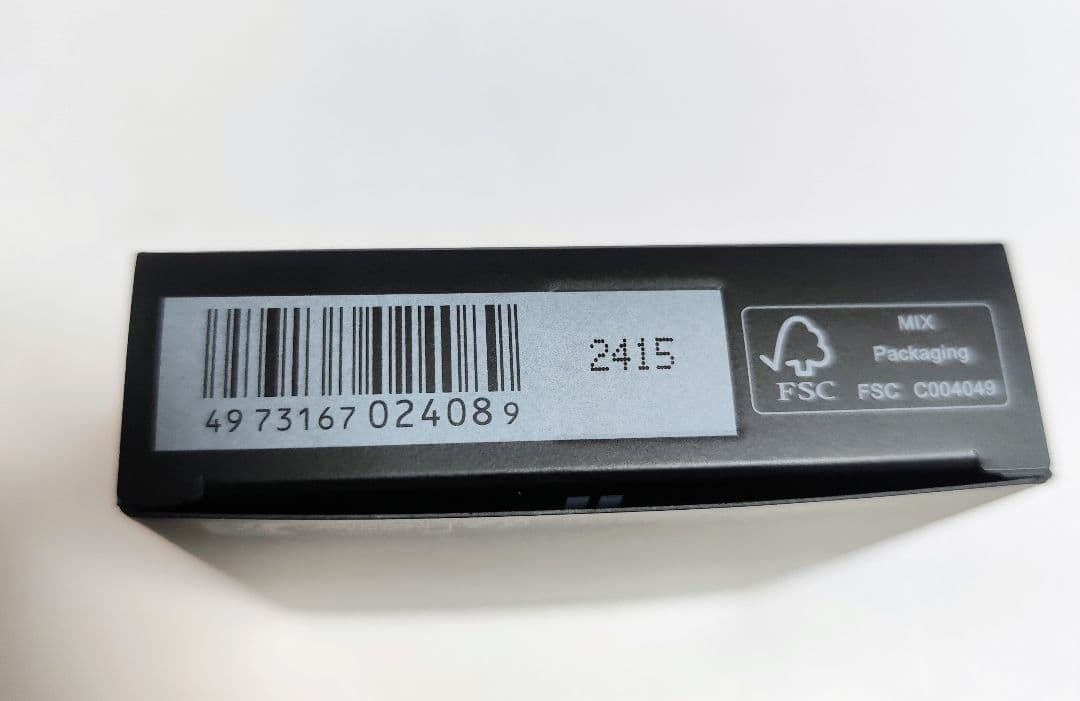 4973167024089
2415
FSC
MIX
Packaging
FSC C004049